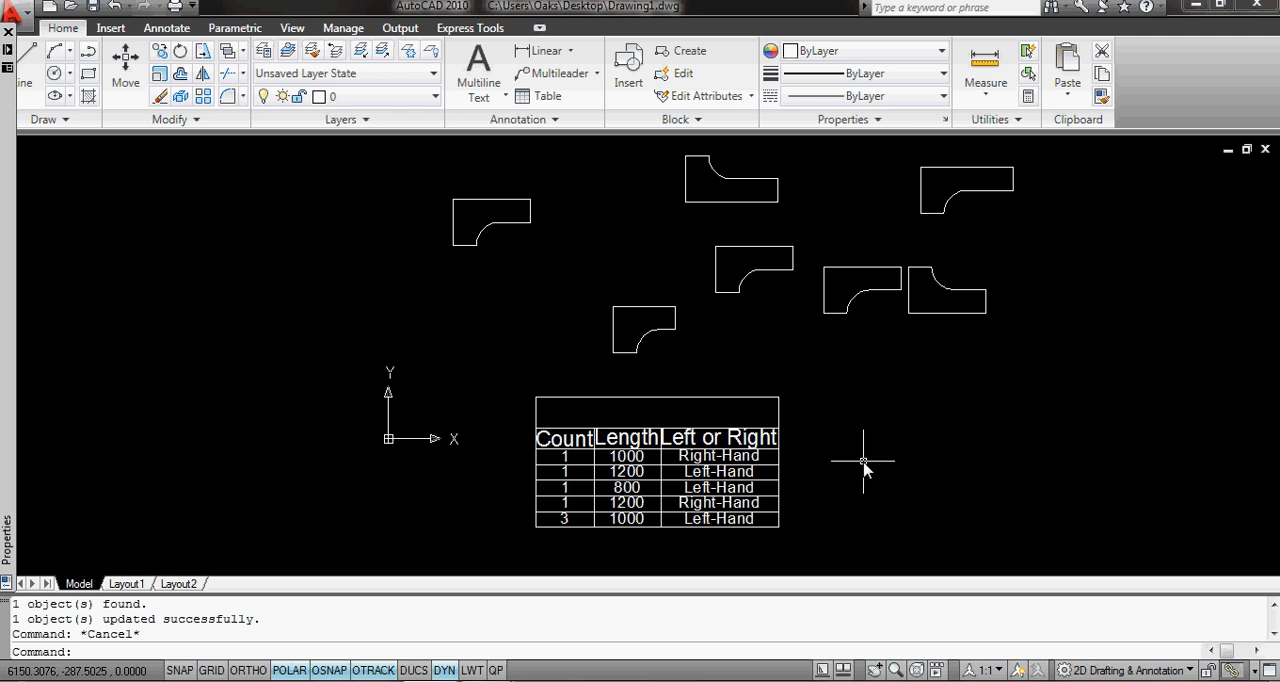 AutoCAD 2010 C:\Users\Oaks\Desktop\Drawing1.dwg
Type a keyword or phrase
Home Insert Annotate Parametric View Manage Output Express Tools
ine
Move
Unsaved Layer State
0
Multiline
Text
Linear
Multileader
Table
Insert
Create
Edit
Edit Attributes
ByLayer
ByLayer
ByLayer
Measure
Paste
Draw Modify Layers Annotation Block Properties Utilities Clipboard
Y
X
Count Length Left or Right
1 1000 Right-Hand
1 1200 Left-Hand
1 800 Left-Hand
1 1200 Right-Hand
3 1000 Left-Hand
Properties
Model Layout1 Layout2
1 object(s) found.
1 object(s) updated successfully.
Command: *Cancel*
Command:
6150.3076, -287.5025 , 0.0000 SNAP GRID ORTHO POLAR OSNAP OTRACK DUCS DYN LWT QP 1:1 2D Drafting & Annotation